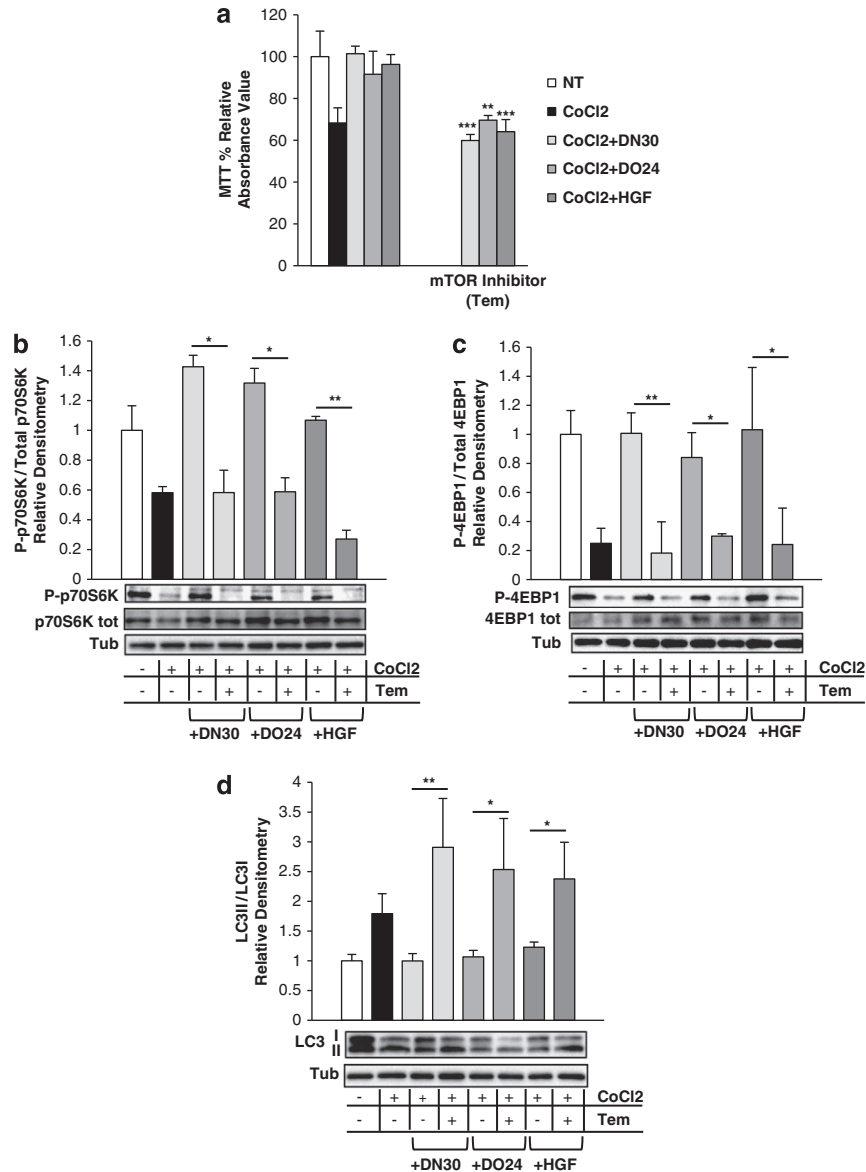 a
120
100
80
60
40
20
0
MTT % Relative
Absorbance Value
***
**
***
mTOR Inhibitor
(Tem)
NT
CoCl2
CoCl2+DN30
CoCl2+DO24
CoCl2+HGF
b
1.6
1.4
1.2
1
0.8
0.6
0.4
0.2
0
P-p70S6K/Total p70S6K
Relative Densitometry
*
*
**
P-p70S6K
p70S6K tot
Tub
- + + + + + + + CoCl2
- - - + - + - + Tem
+DN30 +DO24 +HGF
c
1.6
1.4
1.2
1
0.8
0.6
0.4
0.2
0
P-4EBP1/Total 4EBP1
Relative Densitometry
**
*
*
P-4EBP1
4EBP1 tot
Tub
- + + + + + + + CoCl2
- - - + - + - + Tem
+DN30 +DO24 +HGF
d
4
3.5
3
2.5
2
1.5
1
0.5
0
LC3II/LC3I
Relative Densitometry
**
*
*
LC3 I
II
Tub
- + + + + + + + CoCl2
- - - + - + - + Tem
+DN30 +DO24 +HGF